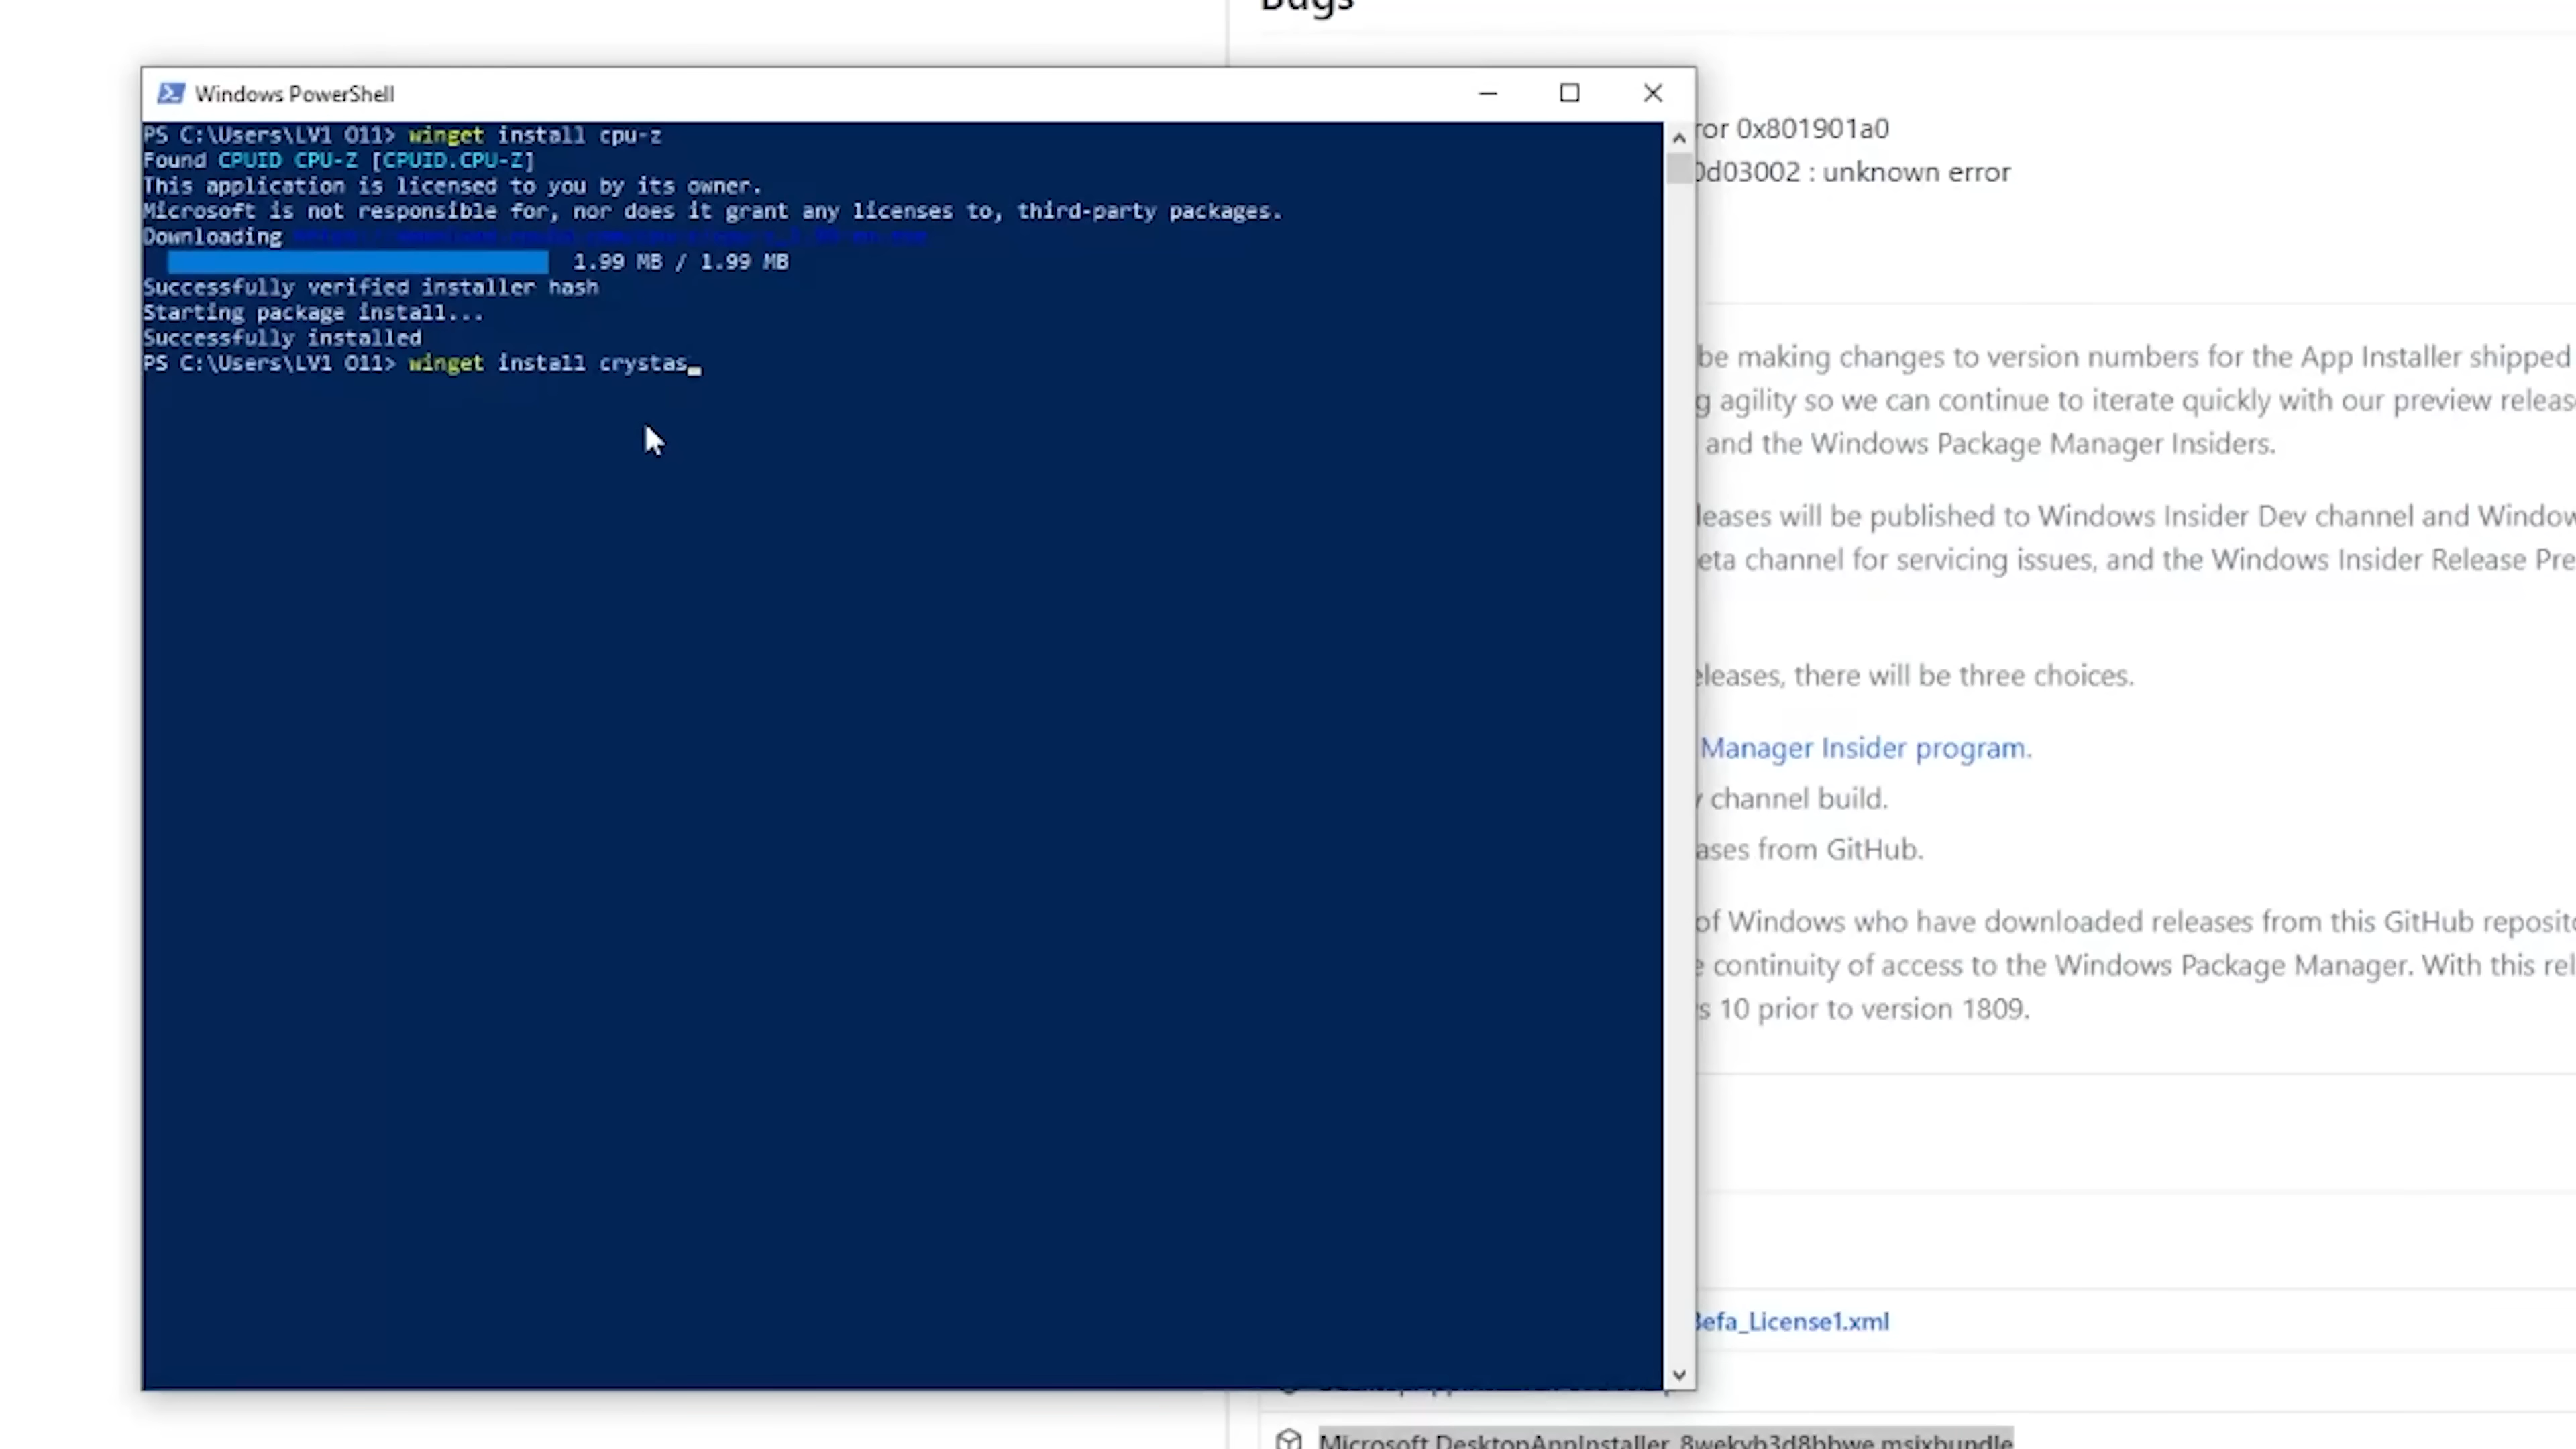 Bugs
Windows PowerShell
PS C:\Users\LV1 O11> winget install cpu-z
Found CPUID CPU-Z [CPUID.CPU-Z]
This application is licensed to you by its owner.
Microsoft is not responsible for, nor does it grant any licenses to, third-party packages.
Downloading
1.99 MB / 1.99 MB
Successfully verified installer hash
Starting package install...
Successfully installed
PS C:\Users\LV1 O11> winget install crystas
ror 0x801901a0
0d03002 : unknown error
be making changes to version numbers for the App Installer shipped
g agility so we can continue to iterate quickly with our preview releas
and the Windows Package Manager Insiders.
leases will be published to Windows Insider Dev channel and Window
eta channel for servicing issues, and the Windows Insider Release Pre
eleases, there will be three choices.
Manager Insider program.
channel build.
ases from GitHub.
of Windows who have downloaded releases from this GitHub reposito
e continuity of access to the Windows Package Manager. With this rel
s 10 prior to version 1809.
Befa_License1.xml
Microsoft.DesktopAppInstaller_8wekyb3d8bbwe.msixbundle